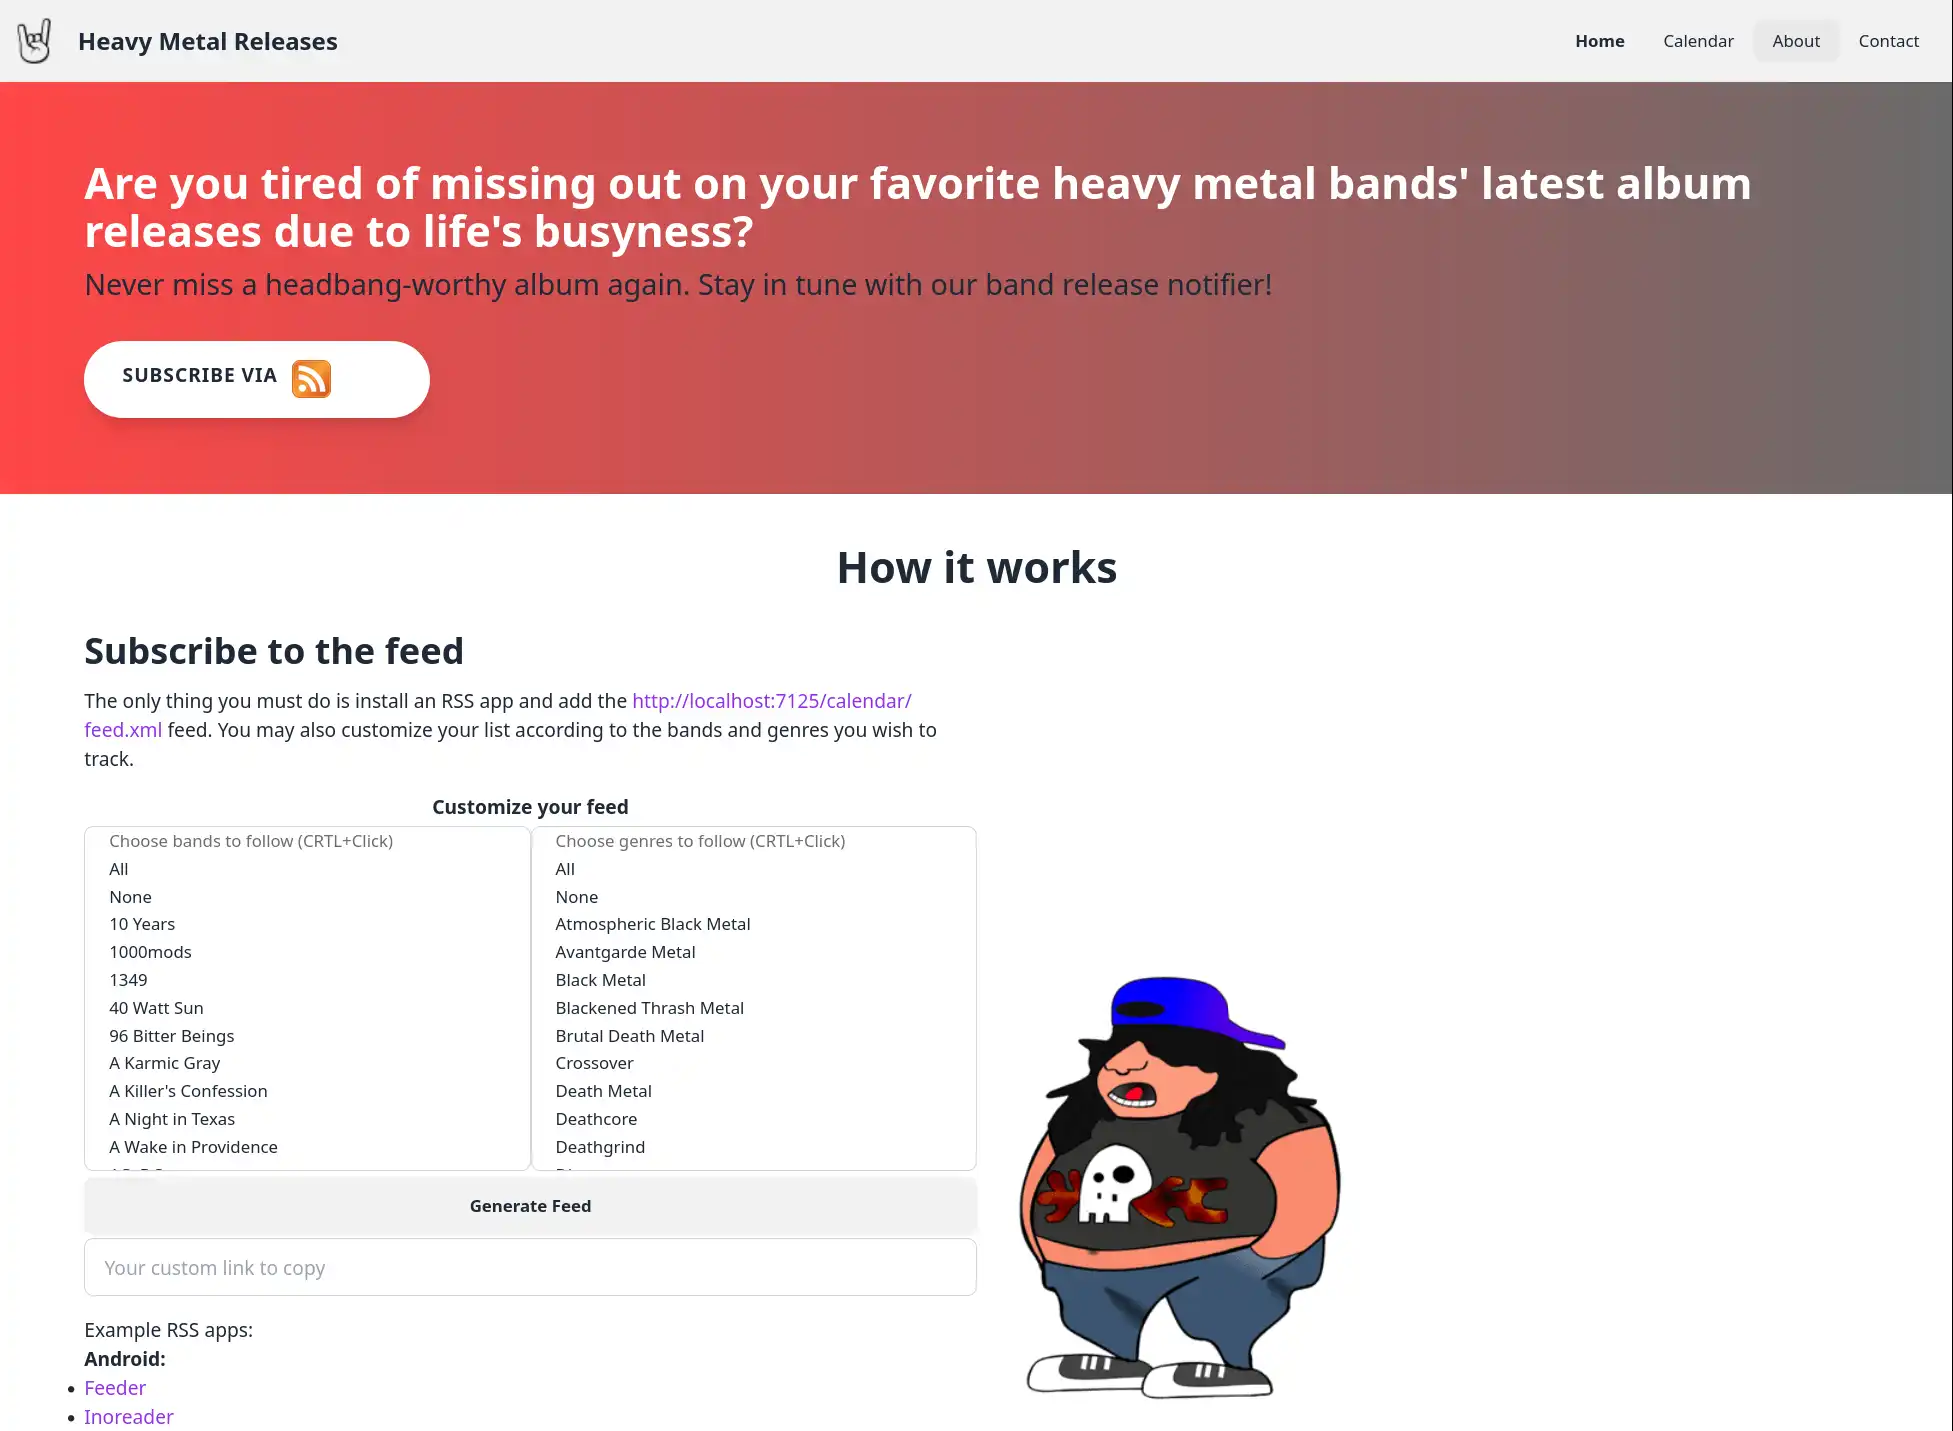 Heavy Metal Releases
Home Calendar About Contact
Are you tired of missing out on your favorite heavy metal bands' latest album
releases due to life's busyness?
Never miss a headbang-worthy album again. Stay in tune with our band release notifier!
SUBSCRIBE VIA
How it works
Subscribe to the feed
The only thing you must do is install an RSS app and add the http://localhost:7125/calendar/
feed.xml feed. You may also customize your list according to the bands and genres you wish to
track.
Customize your feed
Choose bands to follow (CRTL+Click)
All
None
10 Years
1000mods
1349
40 Watt Sun
96 Bitter Beings
A Karmic Gray
A Killer's Confession
A Night in Texas
A Wake in Providence
Choose genres to follow (CRTL+Click)
All
None
Atmospheric Black Metal
Avantgarde Metal
Black Metal
Blackened Thrash Metal
Brutal Death Metal
Crossover
Death Metal
Deathcore
Deathgrind
Generate Feed
Your custom link to copy
Example RSS apps:
Android:
Feeder
Inoreader